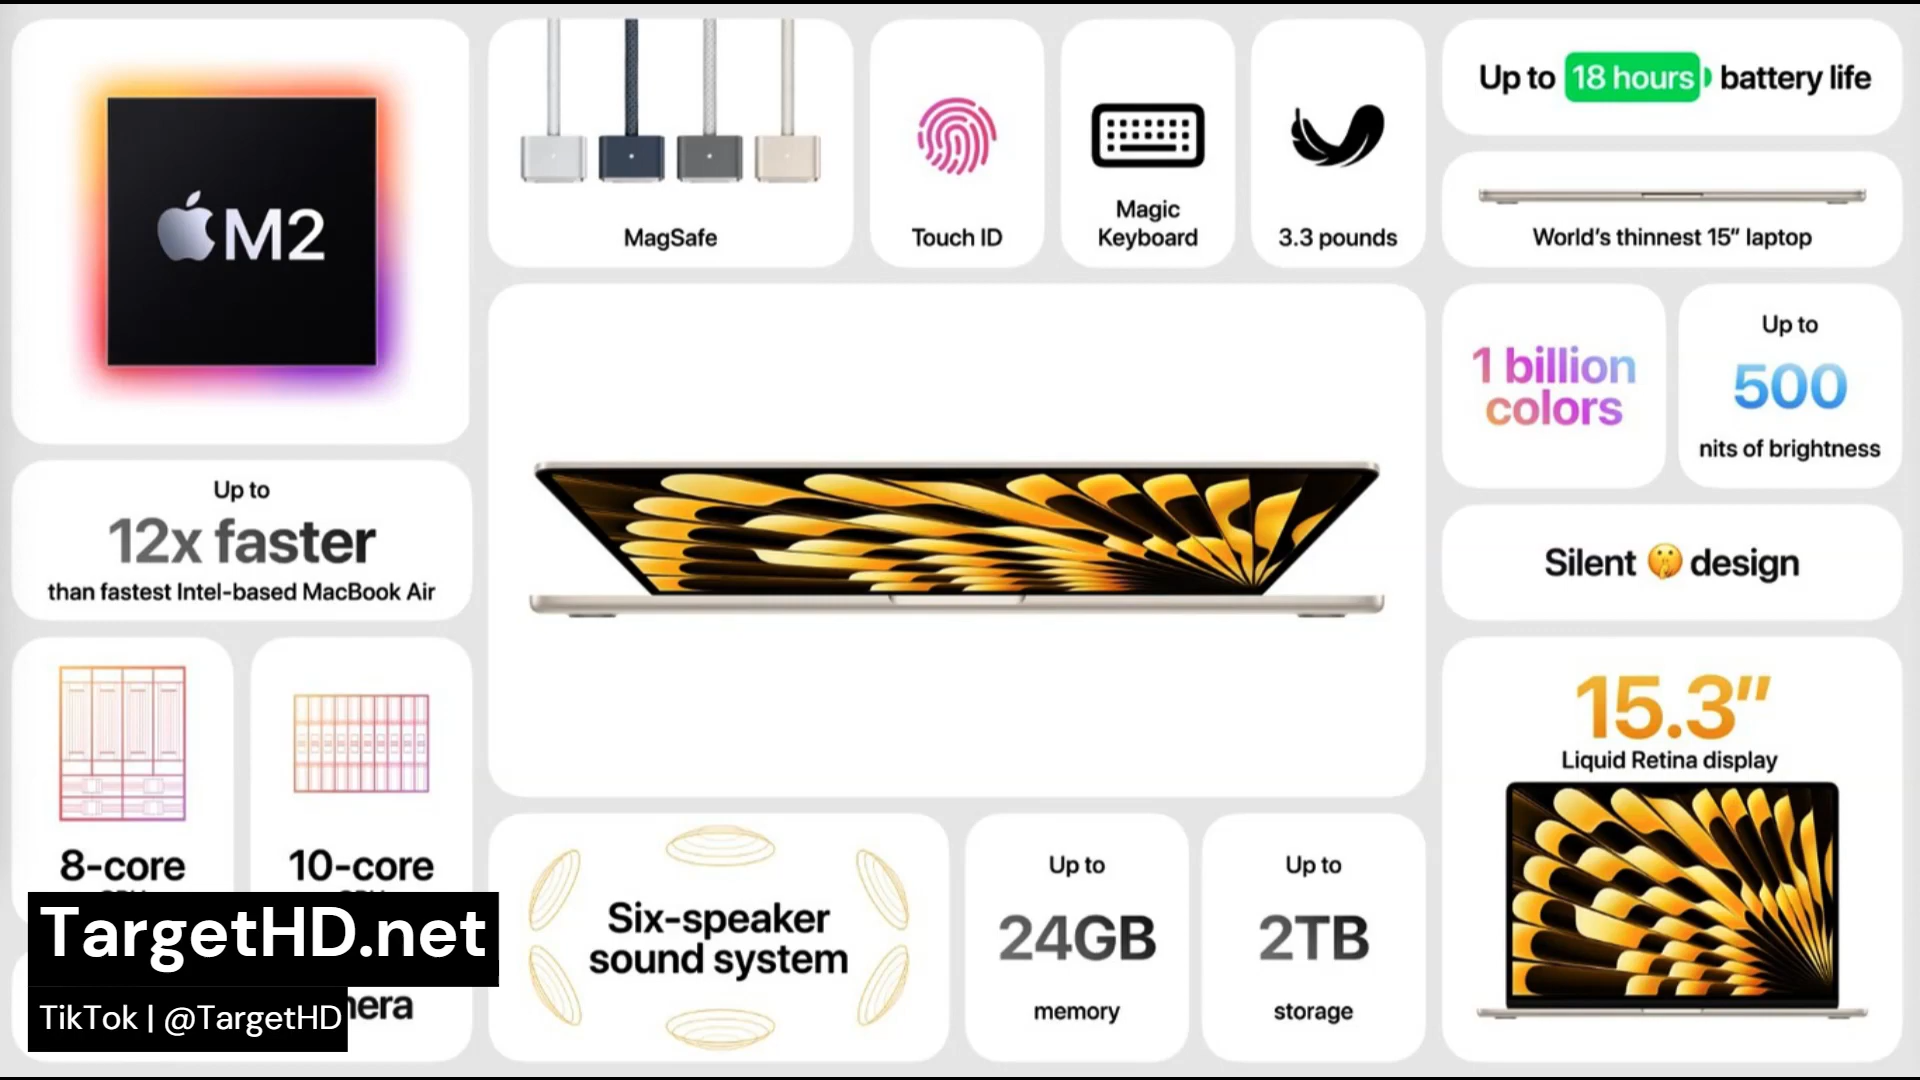 M2
MagSafe
Touch ID
Magic
Keyboard
3.3 pounds
Up to 18 hours battery life
World's thinnest 15” laptop
1 billion
colors
Up to
500
nits of brightness
Up to
12x faster
than fastest Intel-based MacBook Air
Silent 🤫 design
8-core
10-core
Six-speaker
sound system
Up to
24GB
memory
Up to
2TB
storage
15.3”
Liquid Retina display
TargetHD.net
TikTok | @TargetHD